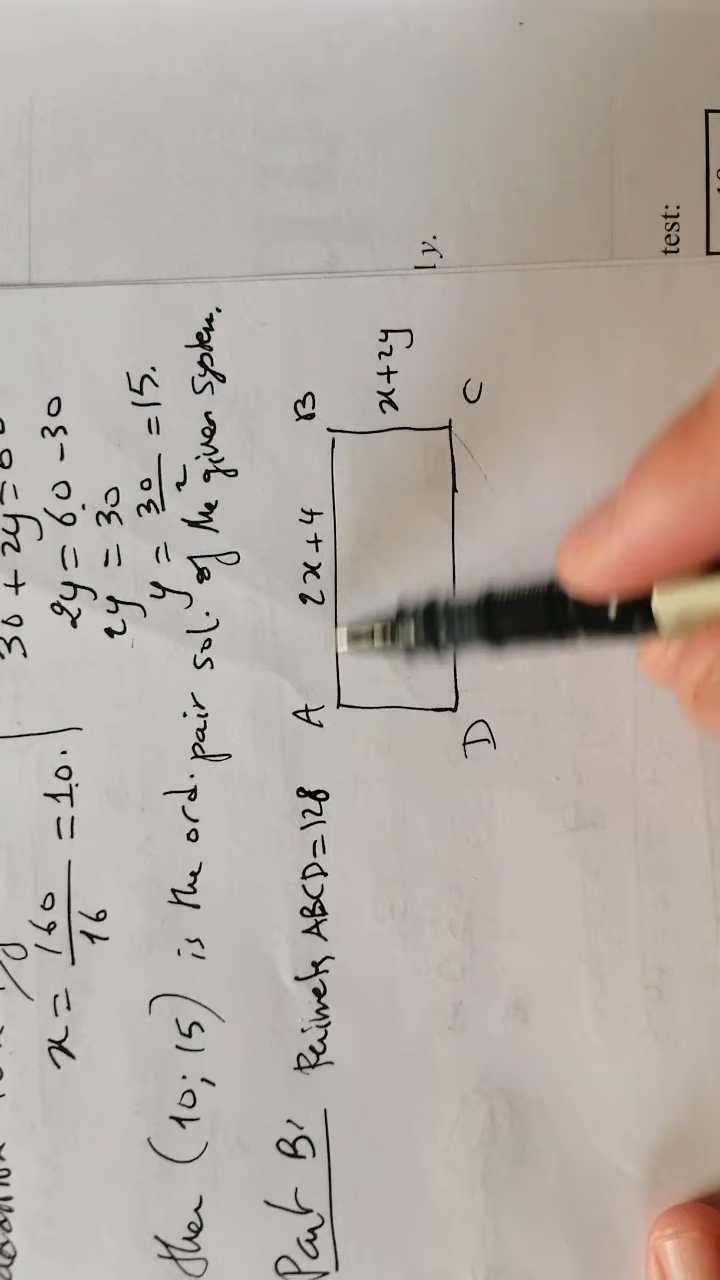 30 + 2y = 60
2y = 60 - 30
2y = 30
x = 160/16 = 10.
y = 30/2 = 15.
then (10; 15) is the ord. pair sol. of the given system.
Part B:
Perimeter ABCD = 128
A
2x + 4
B
x + 2y
D
C
ly.
test: